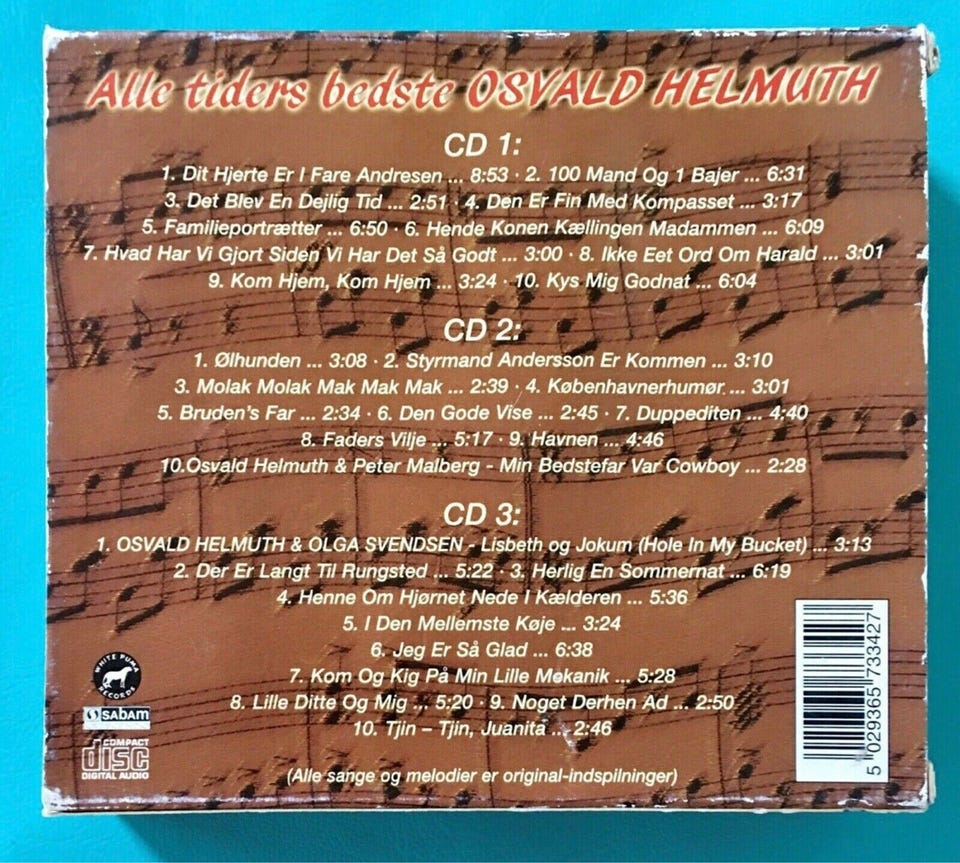 Alle tiders bedste OSVALD HELMUTH
CD 1:
1. Dit Hjerte Er I Fare Andresen ... 8:53 · 2. 100 Mand Og 1 Bajer ... 6:31
3. Det Blev En Dejlig Tid ... 2:51 · 4. Den Er Fin Med Kompasset ... 3:17
5. Familieportrætter ... 6:50 · 6. Hende Konen Kællingen Madammen ... 6:09
7. Hvad Har Vi Gjort Siden Vi Har Det Så Godt ... 3:00 · 8. Ikke Eet Ord Om Harald ... 3:01
9. Kom Hjem, Kom Hjem ... 3:24 · 10. Kys Mig Godnat ... 6:04
CD 2:
1. Ølhunden ... 3:08 · 2. Styrmand Andersson Er Kommen ... 3:10
3. Molak Molak Mak Mak Mak ... 2:39 · 4. Københavnerhumør ... 3:01
5. Bruden's Far ... 2:34 · 6. Den Gode Vise ... 2:45 · 7. Duppediten ... 4:40
8. Faders Vilje ... 5:17 · 9. Havnen ... 4:46
10.Osvald Helmuth & Peter Malberg - Min Bedstefar Var Cowboy ... 2:28
CD 3:
1. OSVALD HELMUTH & OLGA SVENDSEN - Lisbeth og Jokum (Hole In My Bucket) ... 3:13
2. Der Er Langt Til Rungsted ... 5:22 · 3. Herlig En Sommernat ... 6:19
4. Henne Om Hjørnet Nede I Kælderen ... 5:36
5. I Den Mellemste Køje ... 3:24
6. Jeg Er Så Glad ... 6:38
7. Kom Og Kig På Min Lille Mekanik ... 5:28
8. Lille Ditte Og Mig ... 5:20 · 9. Noget Derhen Ad ... 2:50
10. Tjin – Tjin, Juanita ... 2:46
(Alle sange og melodier er original-indspilninger)
WHITE PUMA RECORDS
sabam
COMPACT
disc
DIGITAL AUDIO
5 029365 733427